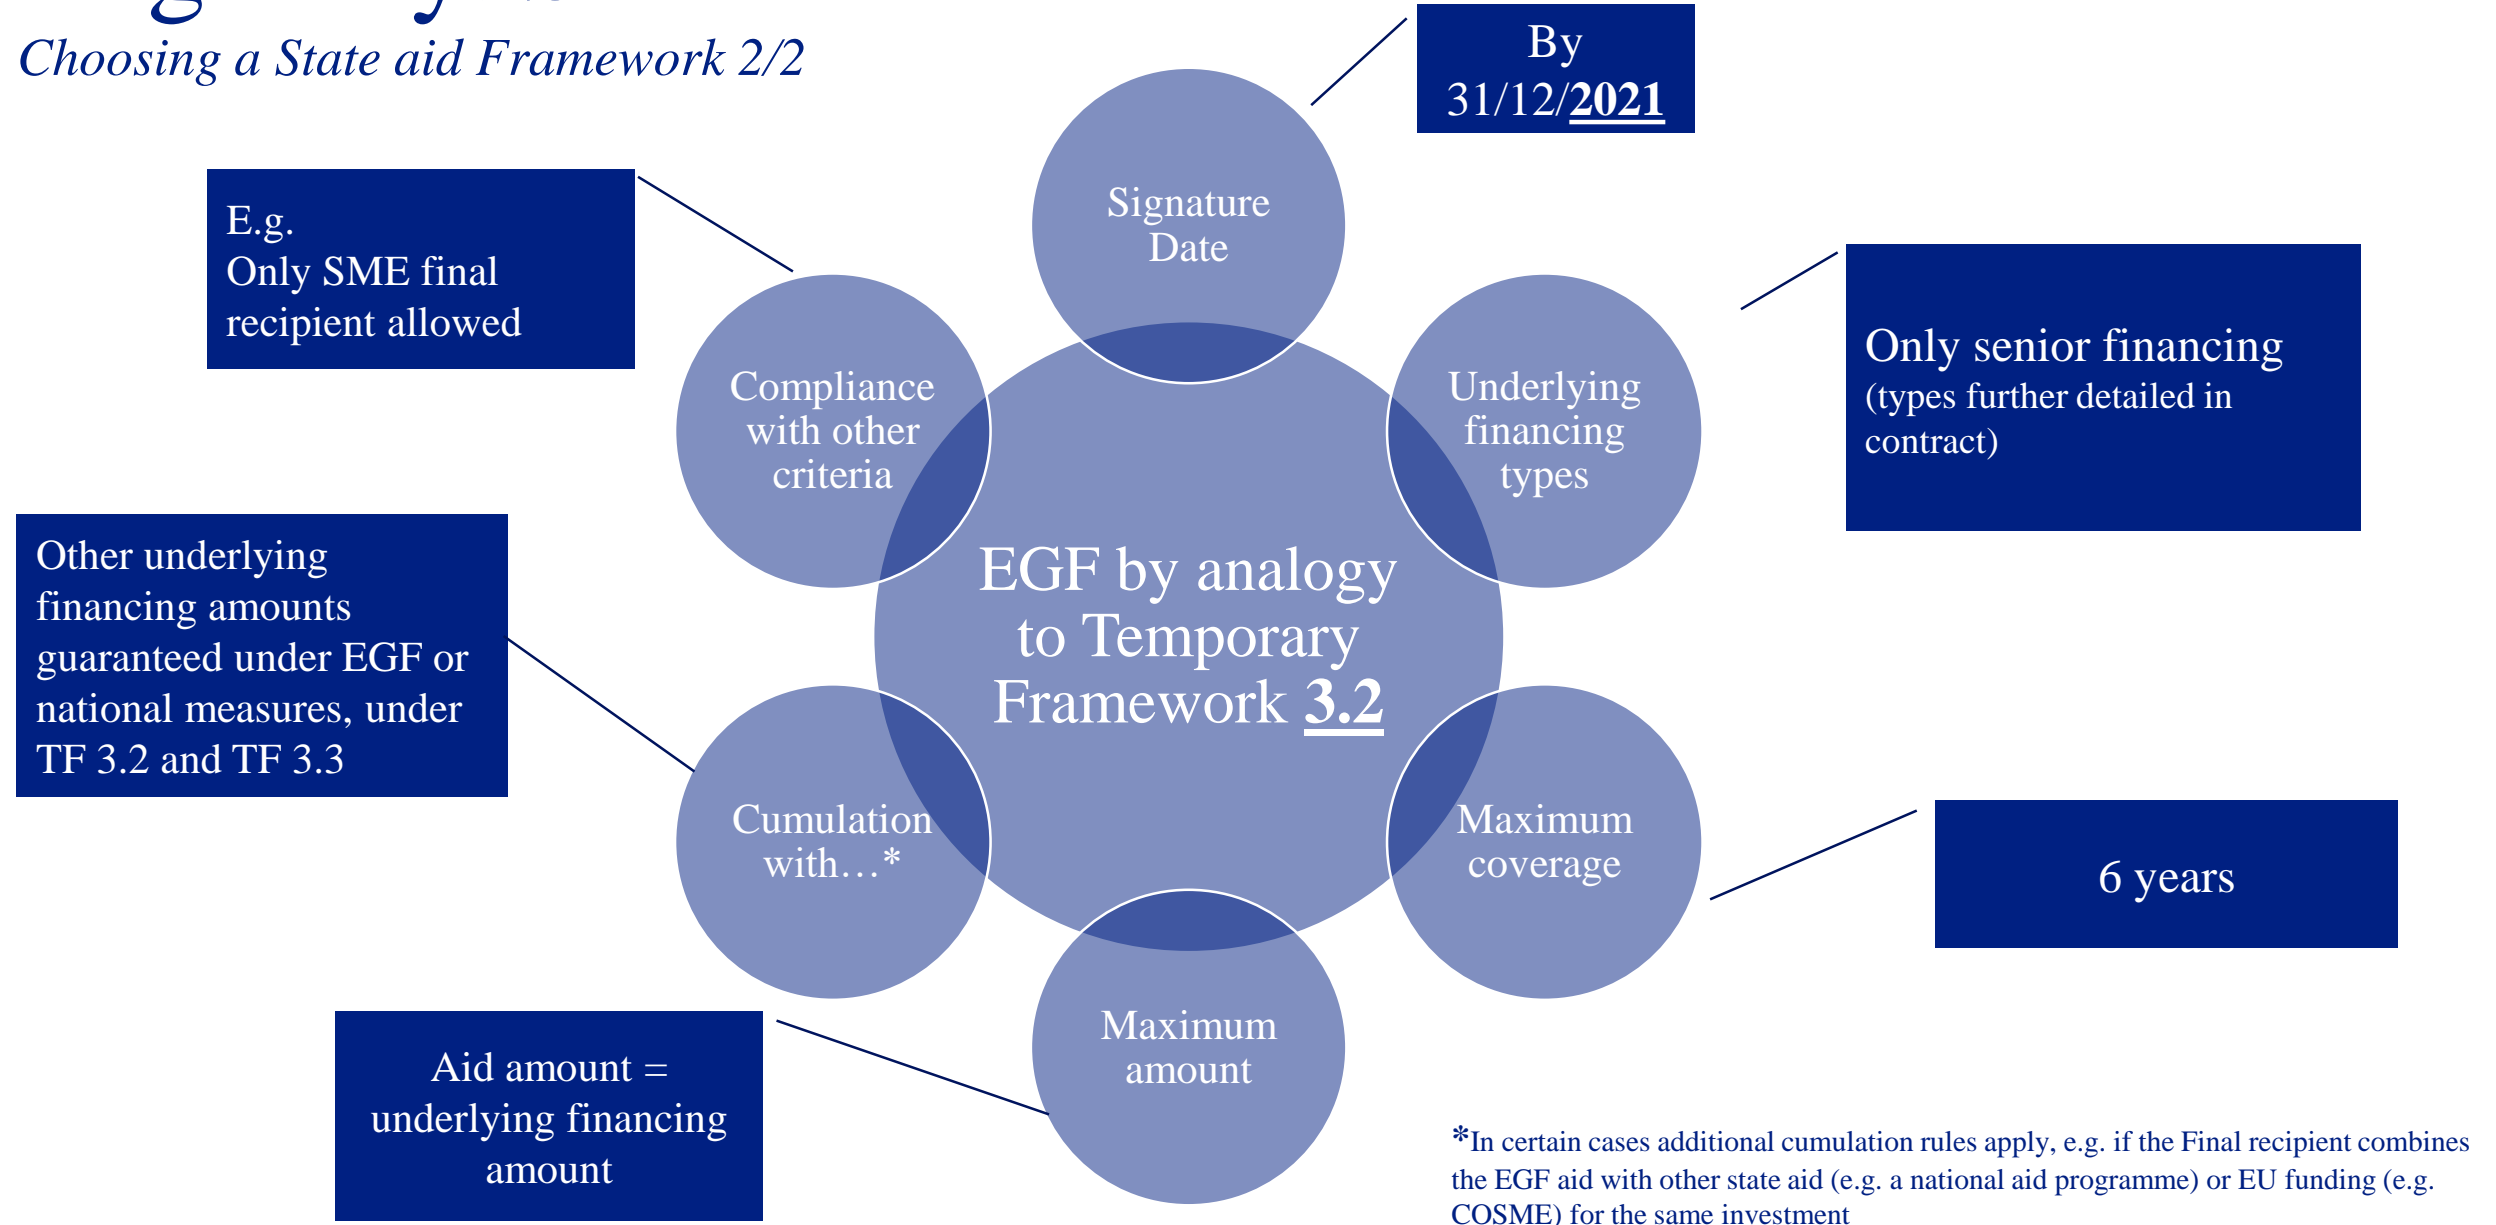 Choosing a State aid Framework 2/2
By
31/12/2021
Signature
Date
E.g.
Only SME final
recipient allowed
Compliance
with other
criteria
Underlying
financing
types
Only senior financing
(types further detailed in
contract)
Other underlying
financing amounts
guaranteed under EGF or
national measures, under
TF 3.2 and TF 3.3
EGF by analogy
to Temporary
Framework 3.2
Cumulation
with…*
Maximum
coverage
6 years
Aid amount =
underlying financing
amount
Maximum
amount
*In certain cases additional cumulation rules apply, e.g. if the Final recipient combines
the EGF aid with other state aid (e.g. a national aid programme) or EU funding (e.g.
COSME) for the same investment